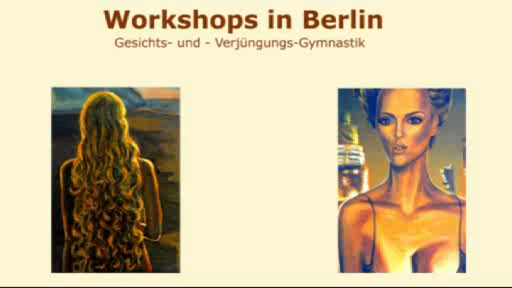 Workshops in Berlin
Gesichts- und - Verjüngungs-Gymnastik